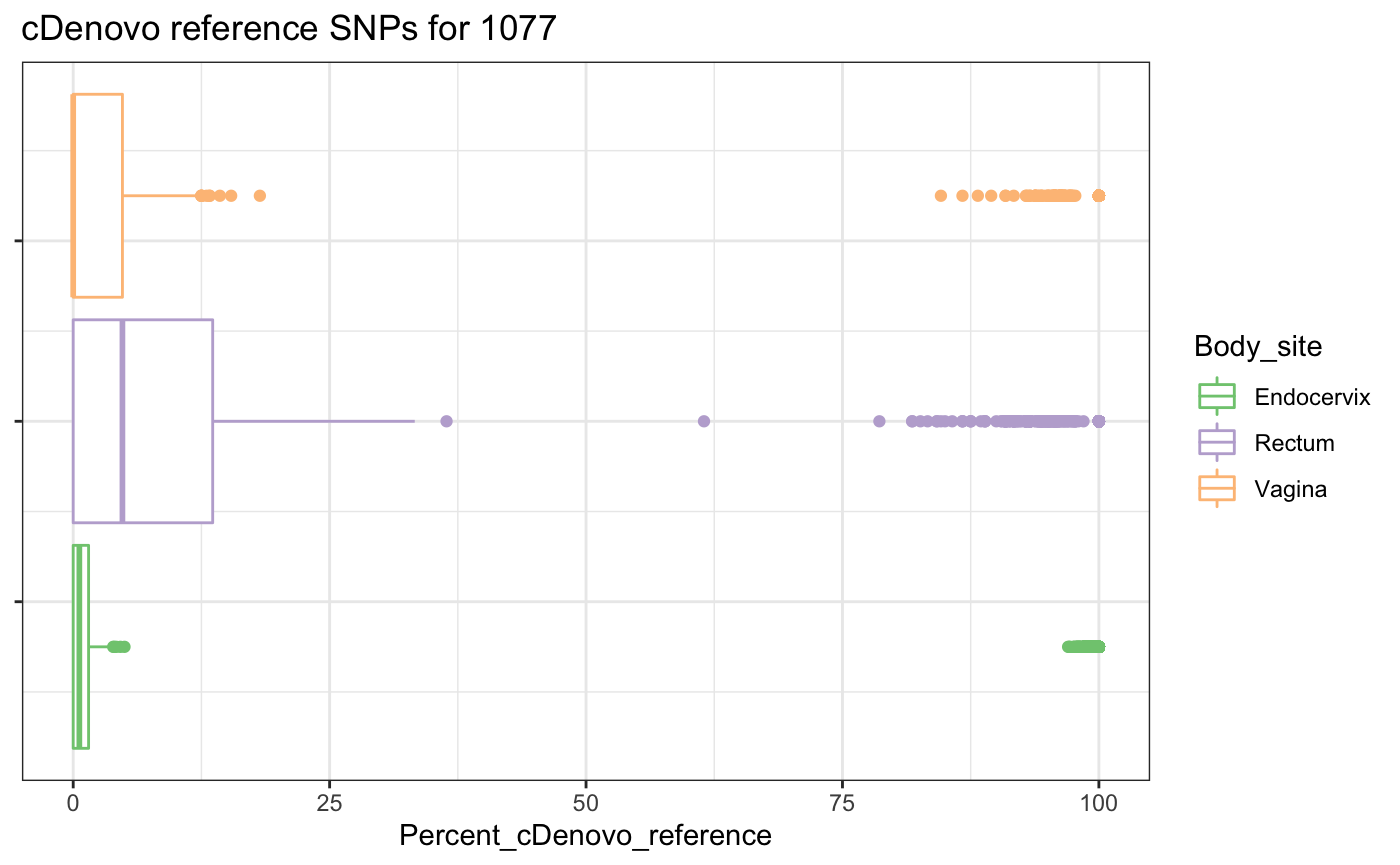 cDenovo reference SNPs for 1077
Body_site
Endocervix
Rectum
Vagina
0 25 50 75 100
Percent_cDenovo_reference